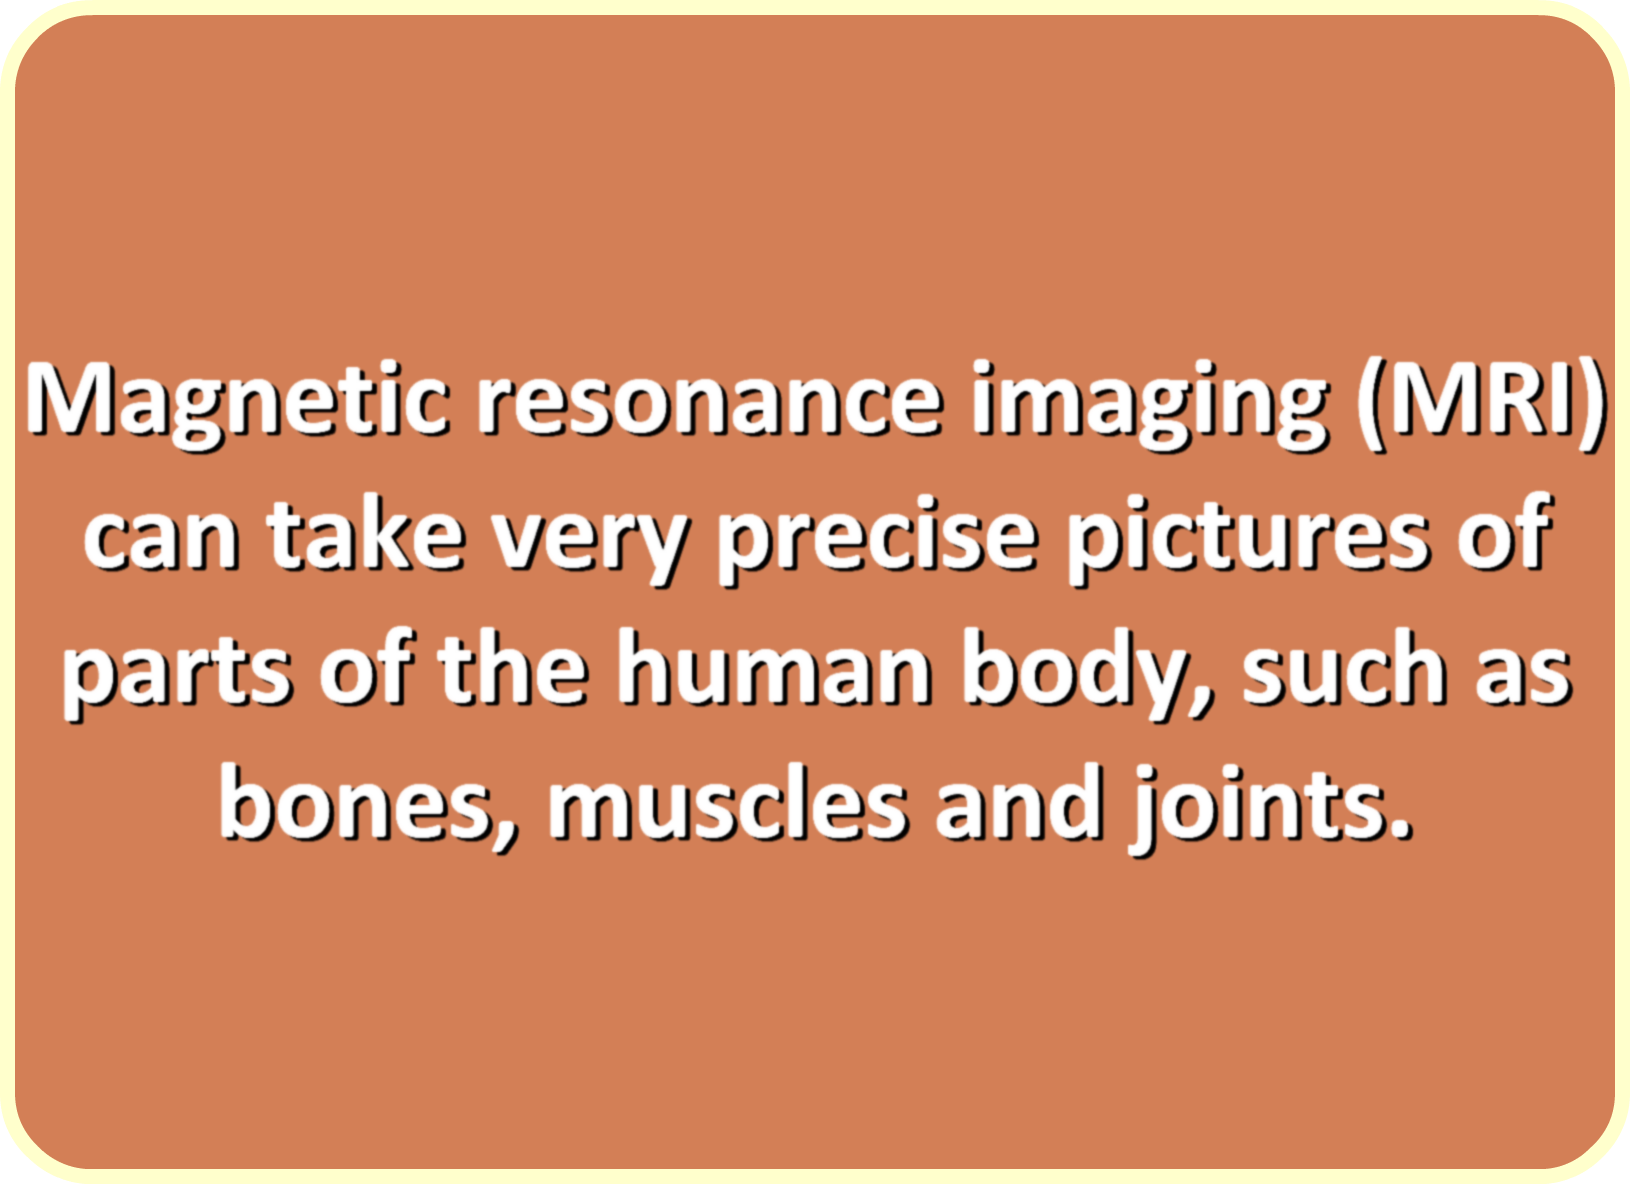 Magnetic resonance imaging (MRI)
can take very precise pictures of
parts of the human body, such as
bones, muscles and joints.